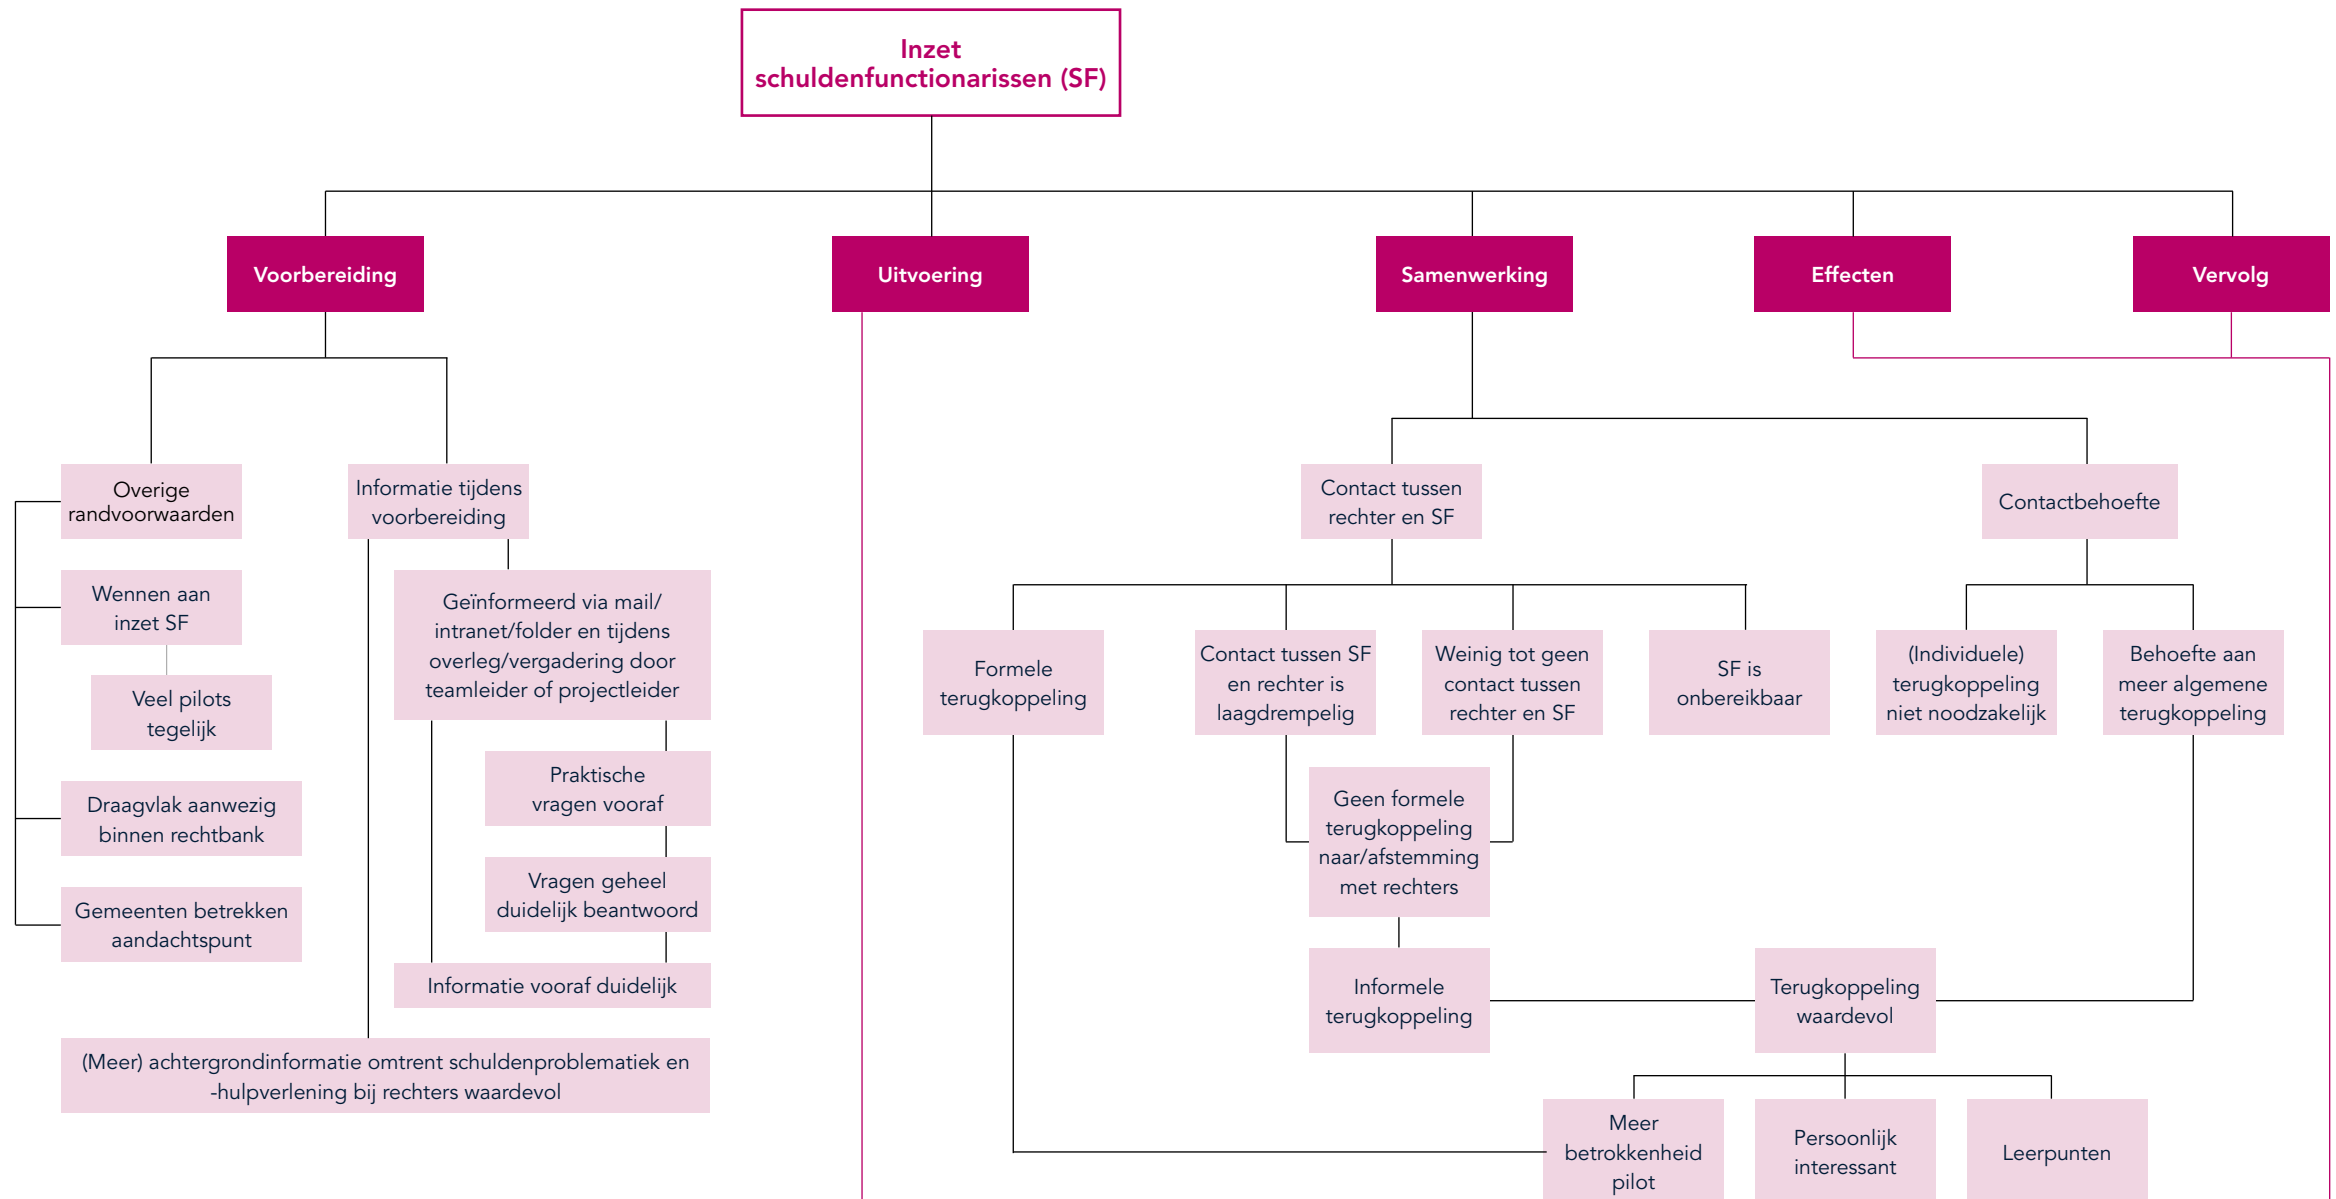 Inzet
schuldenfunctionarissen (SF)
Voorbereiding
Uitvoering
Samenwerking
Effecten
Vervolg
Overige
randvoorwaarden
Informatie tijdens
voorbereiding
Contact tussen
rechter en SF
Contactbehoefte
Wennen aan
inzet SF
Veel pilots
tegelijk
Draagvlak aanwezig
binnen rechtbank
Gemeenten betrekken
aandachtspunt
Geïnformeerd via mail/
intranet/folder en tijdens
overleg/vergadering door
teamleider of projectleider
Praktische
vragen vooraf
Vragen geheel
duidelijk beantwoord
Informatie vooraf duidelijk
(Meer) achtergrondinformatie omtrent schuldenproblematiek en
-hulpverlening bij rechters waardevol
Formele
terugkoppeling
Contact tussen SF
en rechter is
laagdrempelig
Weinig tot geen
contact tussen
rechter en SF
SF is
onbereikbaar
(Individuele)
terugkoppeling
niet noodzakelijk
Behoefte aan
meer algemene
terugkoppeling
Geen formele
terugkoppeling
naar/afstemming
met rechters
Informele
terugkoppeling
Terugkoppeling
waardevol
Meer
betrokkenheid
pilot
Persoonlijk
interessant
Leerpunten